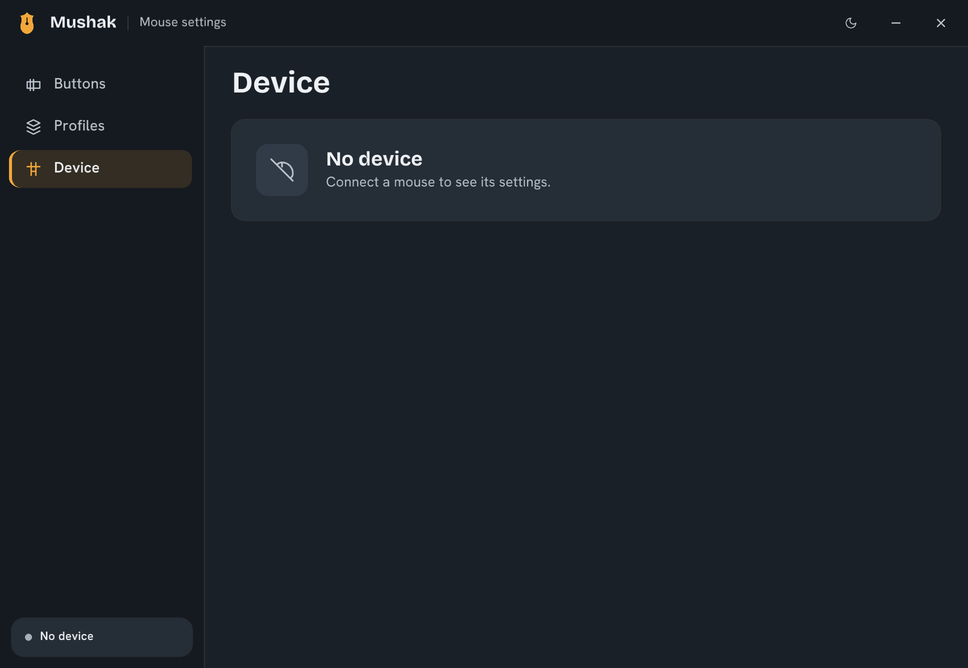 Mushak
Mouse settings
Buttons
Profiles
Device
Device
No device
Connect a mouse to see its settings.
No device